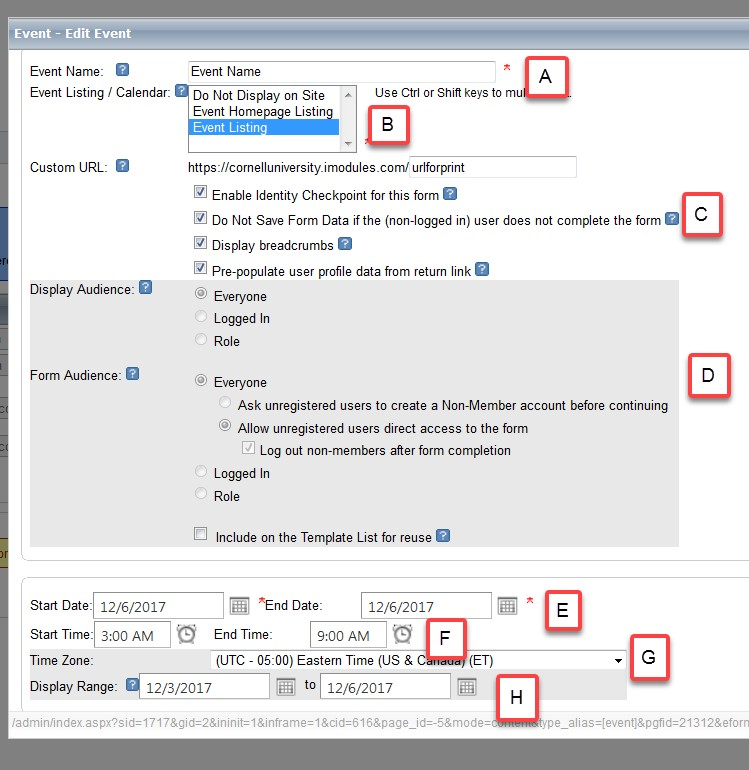 Event - Edit Event
Event Name: ? Event Name * A
Event Listing / Calendar: ? Do Not Display on Site Use Ctrl or Shift keys to mul
Event Homepage Listing
Event Listing * B
Custom URL: ? https://cornelluniversity.imodules.com/ urlforprint
Enable Identity Checkpoint for this form ?
Do Not Save Form Data if the (non-logged in) user does not complete the form ? C
Display breadcrumbs ?
Pre-populate user profile data from return link ?
Display Audience: ? Everyone
Logged In
Role
Form Audience: ? Everyone D
Ask unregistered users to create a Non-Member account before continuing
Allow unregistered users direct access to the form
Log out non-members after form completion
Logged In
Role
Include on the Template List for reuse ?
Start Date: 12/6/2017 * End Date: 12/6/2017 * E
Start Time: 3:00 AM End Time: 9:00 AM F
Time Zone: (UTC - 05:00) Eastern Time (US & Canada) (ET) G
Display Range: ? 12/3/2017 to 12/6/2017 H
/admin/index.aspx?sid=1717&gid=2&ininit=1&inframe=1&cid=616&page_id=-5&mode=content&type_alias=[event]&pgfid=21312&efor